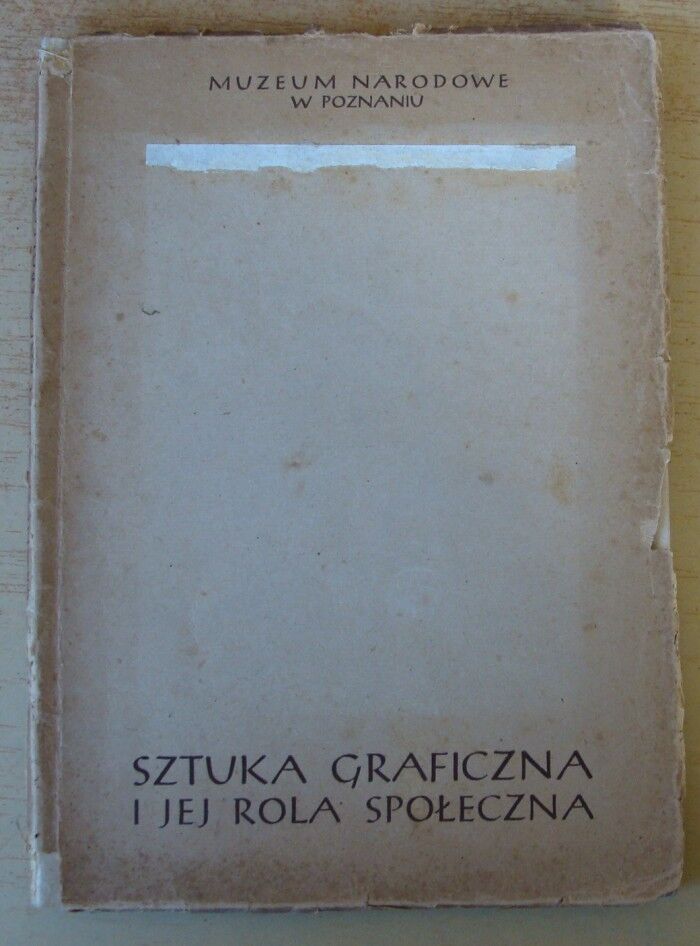 MUZEUM NARODOWE
W POZNANIU
SZTUKA GRAFICZNA
I JEJ ROLA SPOŁECZNA